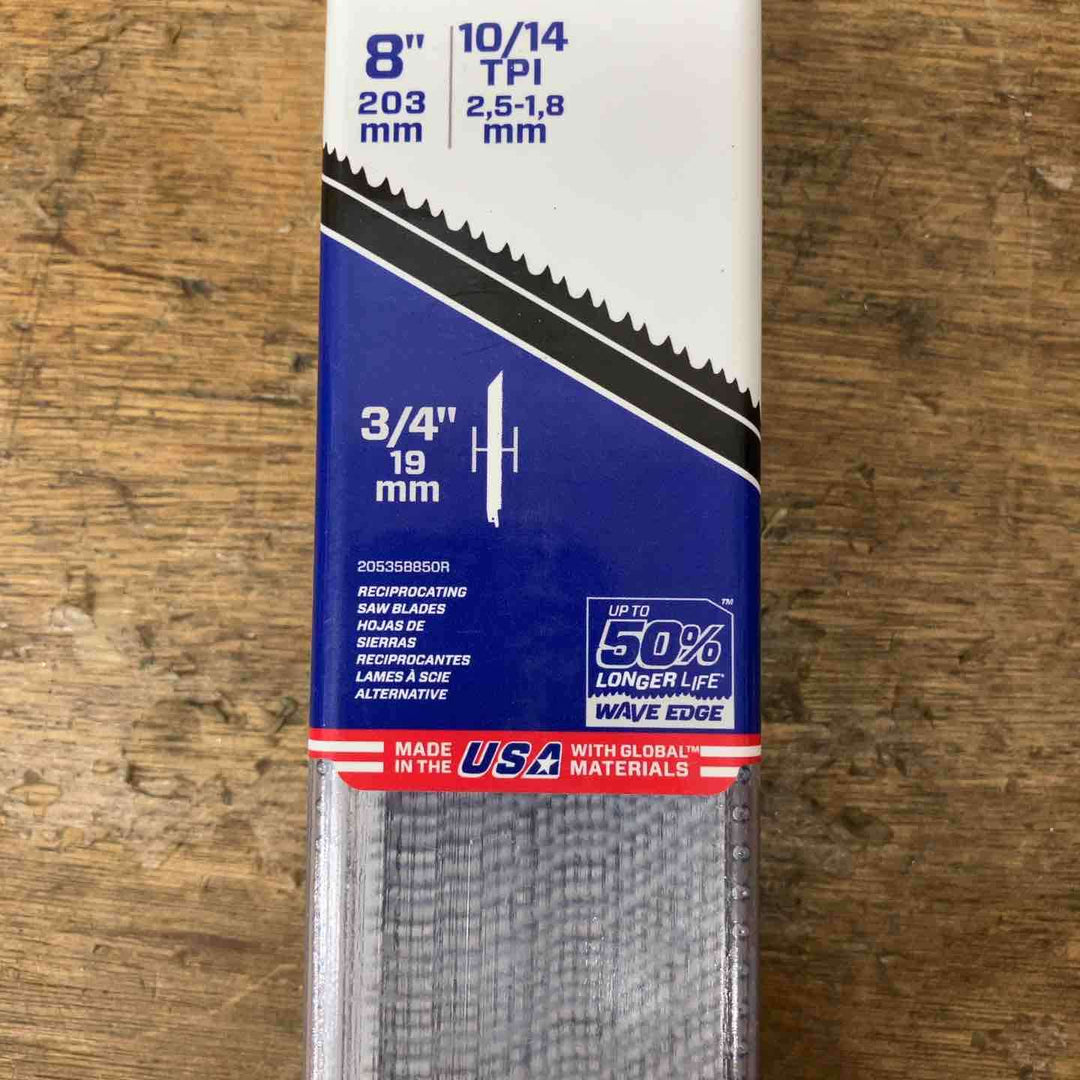 8"
203
mm
10/14
TPI
2,5-1,8
mm
3/4"
19
mm
20535B850R
RECIPROCATING
SAW BLADES
HOJAS DE
SIERRAS
RECIPROCANTES
LAMES À SCIE
ALTERNATIVE
UP TO
50%
LONGER LIFE*
WAVE EDGE™
MADE
IN THE
USA
WITH GLOBAL™
MATERIALS